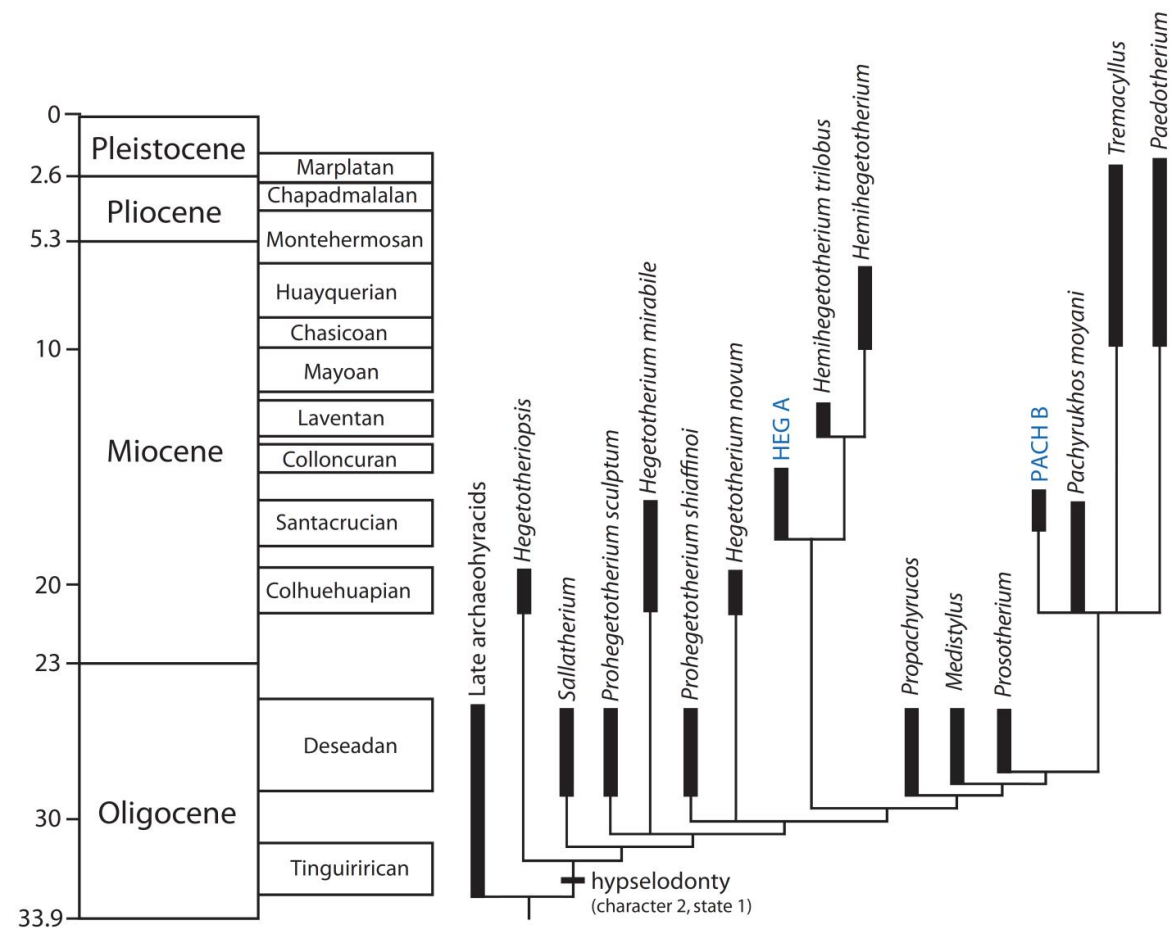 0
2.6
5.3
10
20
23
30
33.9
Pleistocene
Pliocene
Miocene
Oligocene
Marplatan
Chapadmalalan
Montehermosan
Huayquerian
Chasicoan
Mayoan
Laventan
Colloncuran
Santacrucian
Colhuehuapian
Deseadan
Tinguirirican
Late archaeohyracids
Hegetotheriopsis
Sallatherium
Prohegetotherium sculptum
Hegetotherium mirabile
Prohegetotherium shiaffinoi
Hegetotherium novum
HEG A
Hemihegetotherium trilobus
Hemihegetotherium
Propachyrucos
Medistylus
Prosotherium
PACH B
Pachyrukhos moyani
Tremacyllus
Paedotherium
hypselodonty
(character 2, state 1)